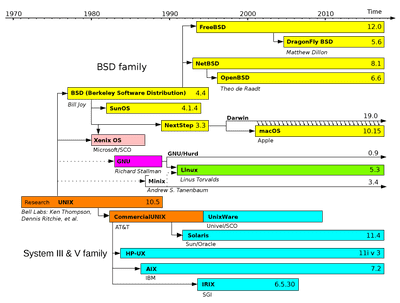 1970 1980 1990 2000 2010 Time
FreeBSD 12.0
DragonFly BSD 5.6
Matthew Dillon
BSD family
NetBSD 8.1
OpenBSD 6.6
Theo de Raadt
BSD (Berkeley Software Distribution) 4.4
Bill Joy
SunOS 4.1.4
Darwin 19.0
NextStep 3.3
macOS 10.15
Apple
Xenix OS
Microsoft/SCO
GNU
Richard Stallman
GNU/Hurd 0.9
Linux 5.3
Linus Torvalds
Minix 3.4
Andrew S. Tanenbaum
Research UNIX 10.5
Bell Labs: Ken Thompson,
Dennis Ritchie, et al.
CommercialUNIX
AT&T
UnixWare
Univel/SCO
Solaris 11.4
Sun/Oracle
System III & V family
HP-UX 11i v 3
AIX 7.2
IBM
IRIX 6.5.30
SGI